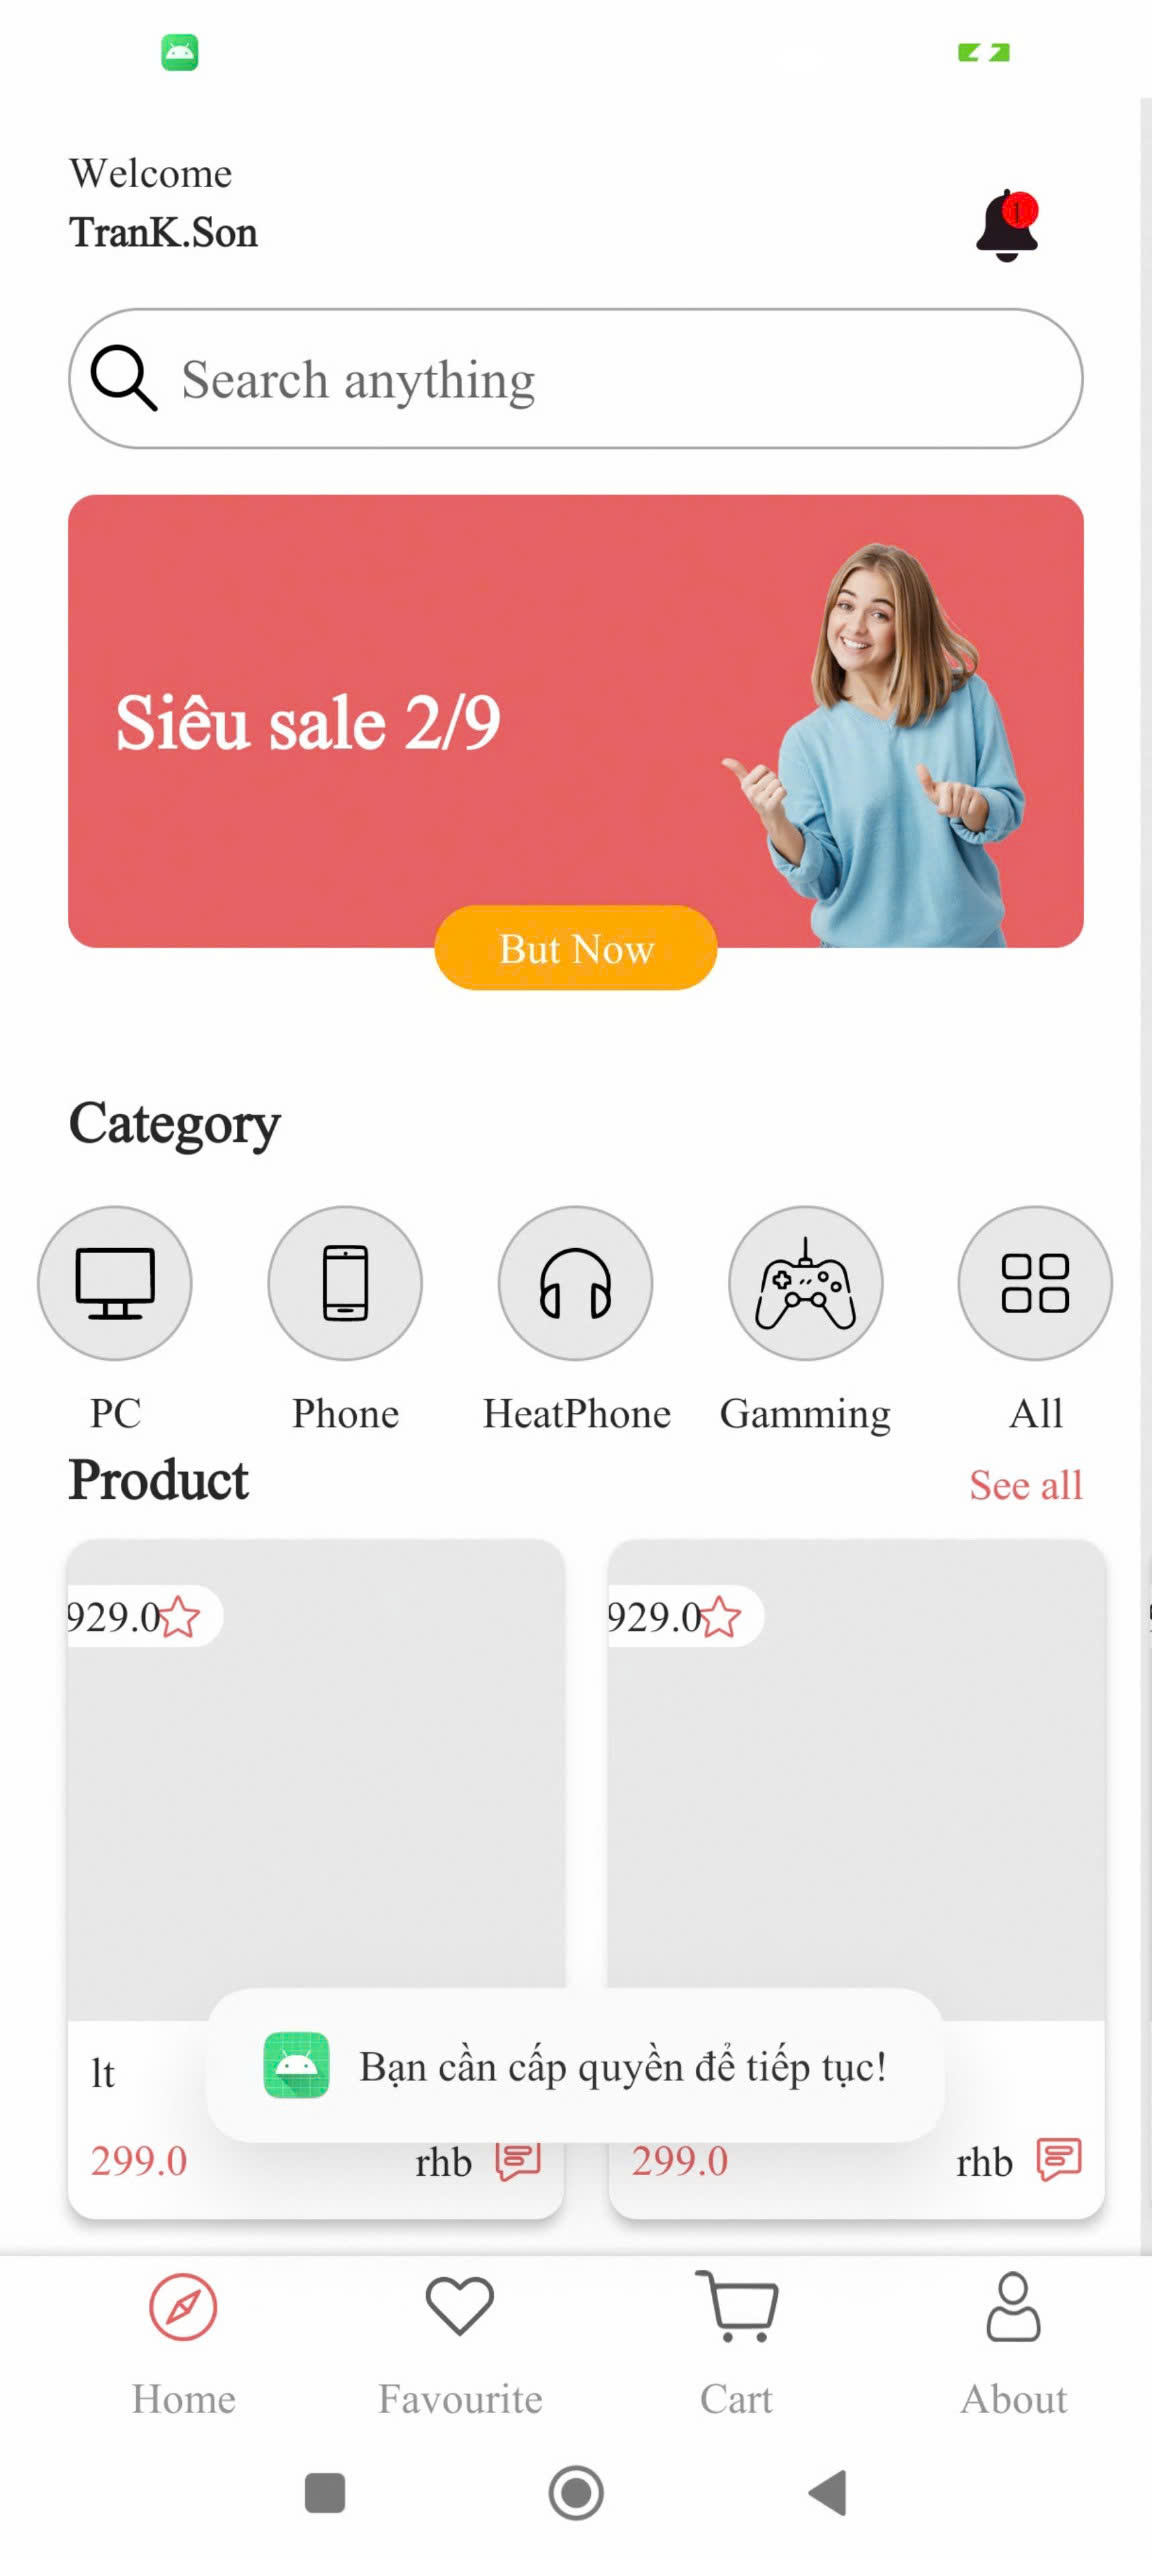 Welcome
TranK.Son
1
Search anything
Siêu sale 2/9
But Now
Category
PC
Phone
HeatPhone
Gamming
All
Product
See all
929.0
929.0
lt
Bạn cần cấp quyền để tiếp tục!
299.0
rhb
299.0
rhb
Home
Favourite
Cart
About